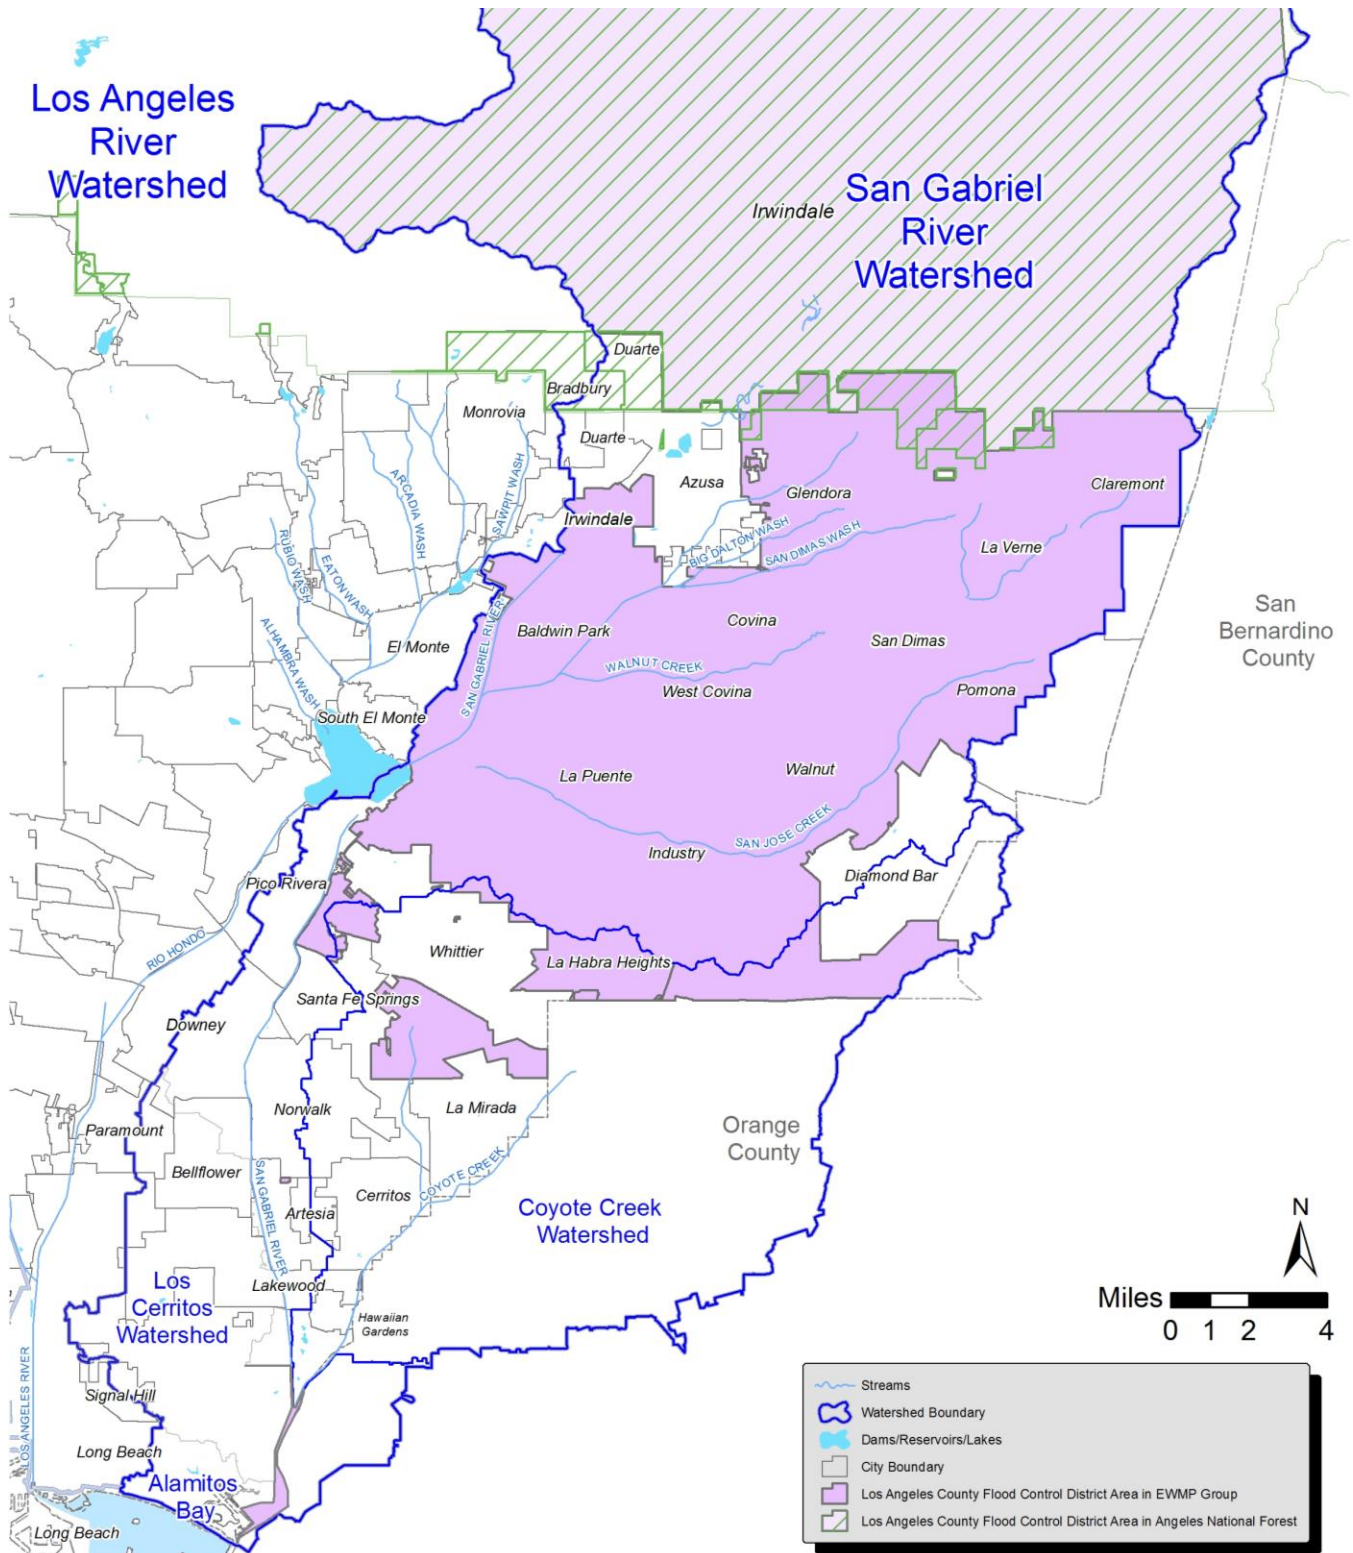 Los Angeles
River
Watershed
San Gabriel
River
Watershed
Irwindale
Duarte
Bradbury
Monrovia
Duarte
Azusa
Glendora
Claremont
Irwindale
La Verne
ARCADIA WASH
SAWPIT WASH
RUBIO WASH
EATON WASH
BIG DALTON WASH
SAN DIMAS WASH
San
Bernardino
County
ALHAMBRA WASH
El Monte
SAN GABRIEL RIVER
Baldwin Park
Covina
San Dimas
WALNUT CREEK
West Covina
Pomona
South El Monte
La Puente
Walnut
SAN JOSE CREEK
Industry
Diamond Bar
Pico Rivera
RIO HONDO
Whittier
La Habra Heights
Santa Fe Springs
Downey
Norwalk
La Mirada
Paramount
Orange
County
Bellflower
SAN GABRIEL RIVER
COYOTE CREEK
Cerritos
Artesia
Coyote Creek
Watershed
Los
Cerritos
Watershed
Lakewood
Hawaiian
Gardens
LOS ANGELES RIVER
Signal Hill
Long Beach
Alamitos
Bay
Long Beach
N
Miles
0 1 2 4
Streams
Watershed Boundary
Dams/Reservoirs/Lakes
City Boundary
Los Angeles County Flood Control District Area in EWMP Group
Los Angeles County Flood Control District Area in Angeles National Forest